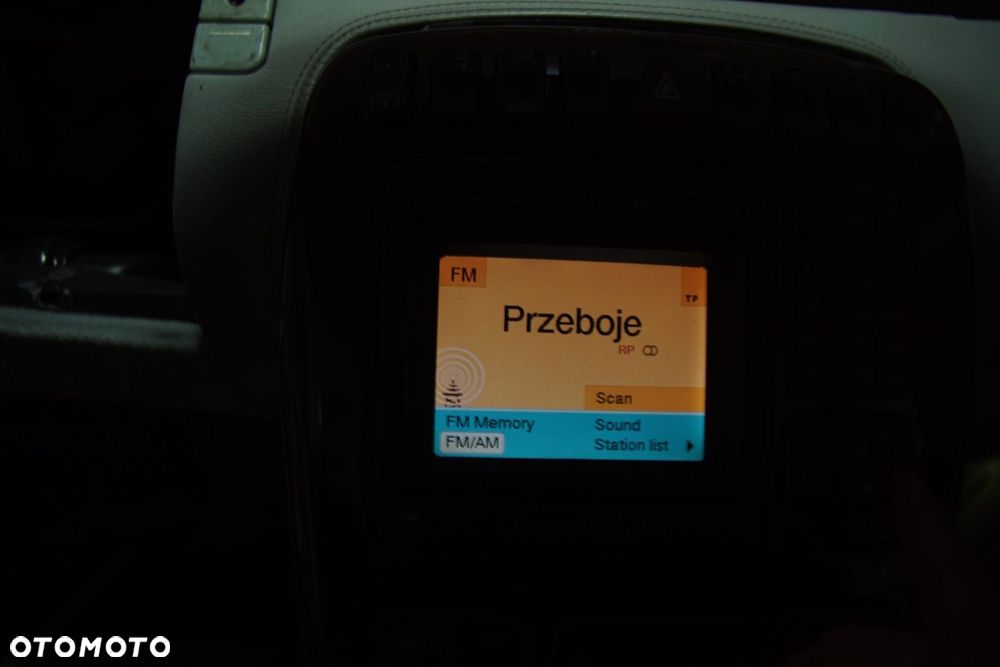 FM
TP
Przeboje
RP
Scan
FM Memory Sound
FM/AM Station list
OTOMOTO